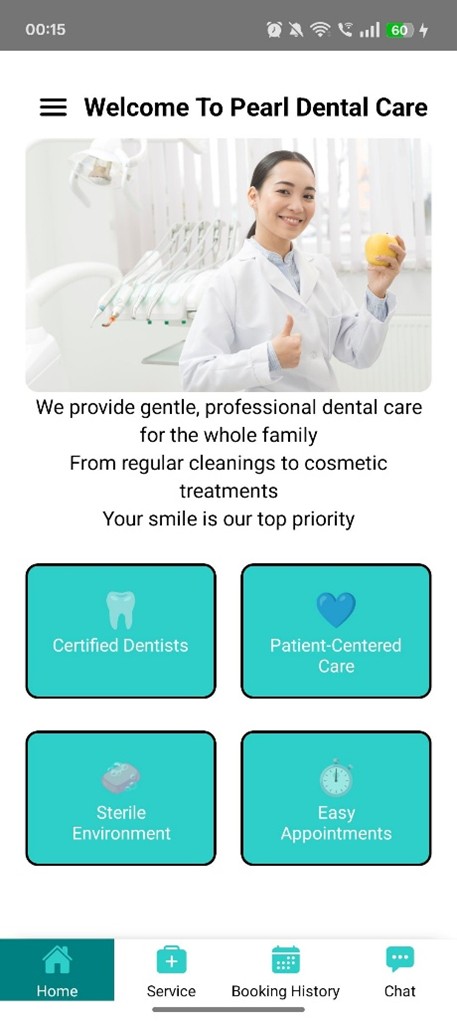 00:15
60
Welcome To Pearl Dental Care
We provide gentle, professional dental care
for the whole family
From regular cleanings to cosmetic
treatments
Your smile is our top priority
Certified Dentists
Patient-Centered
Care
Sterile
Environment
Easy
Appointments
Home
Service
Booking History
Chat